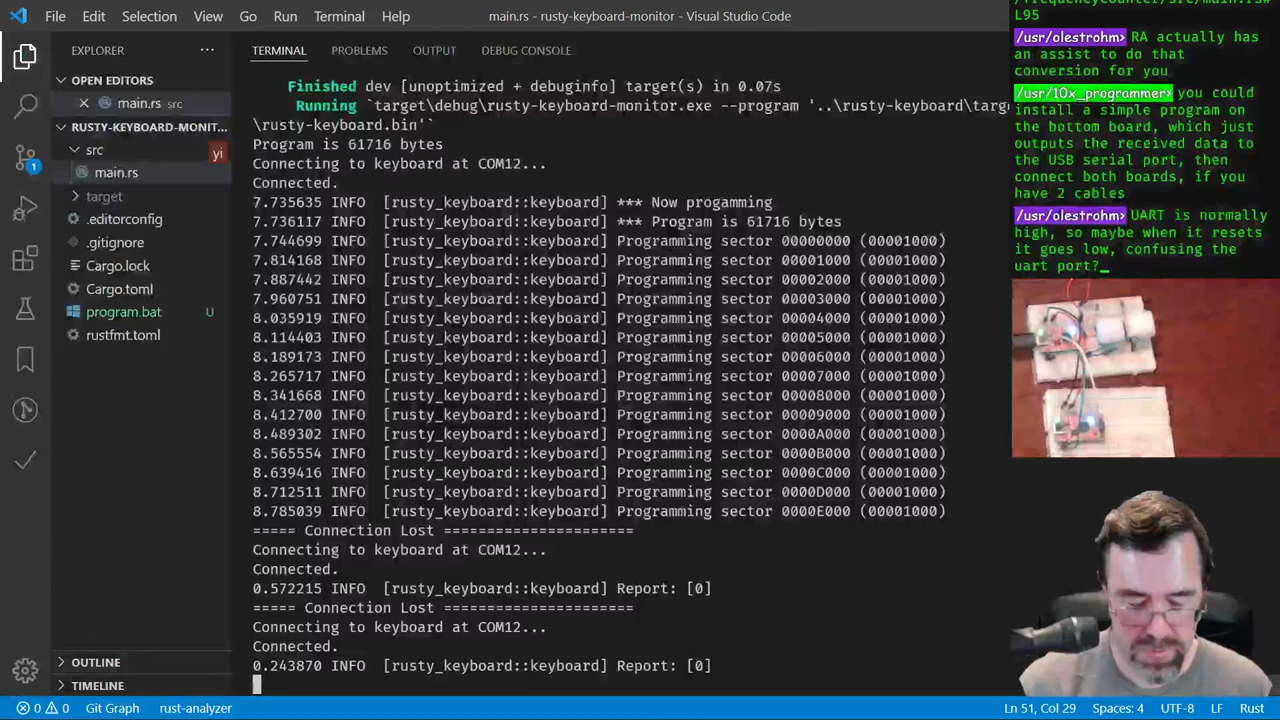 File Edit Selection View Go Run Terminal Help
main.rs - rusty-keyboard-monitor - Visual Studio Code
EXPLORER
OPEN EDITORS
main.rs src
RUSTY-KEYBOARD-MONIT...
src
yi
main.rs
target
.editorconfig
.gitignore
Cargo.lock
Cargo.toml
program.bat U
rustfmt.toml
OUTLINE
TIMELINE
1
TERMINAL PROBLEMS OUTPUT DEBUG CONSOLE
Finished dev [unoptimized + debuginfo] target(s) in 0.07s
Running `target\debug\rusty-keyboard-monitor.exe --program '..\rusty-keyboard\targe
\rusty-keyboard.bin'`
Program is 61716 bytes
Connecting to keyboard at COM12...
Connected.
7.735635 INFO [rusty_keyboard::keyboard] *** Now progamming
7.736117 INFO [rusty_keyboard::keyboard] *** Program is 61716 bytes
7.744699 INFO [rusty_keyboard::keyboard] Programming sector 00000000 (00001000)
7.814168 INFO [rusty_keyboard::keyboard] Programming sector 00001000 (00001000)
7.887442 INFO [rusty_keyboard::keyboard] Programming sector 00002000 (00001000)
7.960751 INFO [rusty_keyboard::keyboard] Programming sector 00003000 (00001000)
8.035919 INFO [rusty_keyboard::keyboard] Programming sector 00004000 (00001000)
8.114403 INFO [rusty_keyboard::keyboard] Programming sector 00005000 (00001000)
8.189173 INFO [rusty_keyboard::keyboard] Programming sector 00006000 (00001000)
8.265717 INFO [rusty_keyboard::keyboard] Programming sector 00007000 (00001000)
8.341668 INFO [rusty_keyboard::keyboard] Programming sector 00008000 (00001000)
8.412700 INFO [rusty_keyboard::keyboard] Programming sector 00009000 (00001000)
8.489302 INFO [rusty_keyboard::keyboard] Programming sector 0000A000 (00001000)
8.565554 INFO [rusty_keyboard::keyboard] Programming sector 0000B000 (00001000)
8.639416 INFO [rusty_keyboard::keyboard] Programming sector 0000C000 (00001000)
8.712511 INFO [rusty_keyboard::keyboard] Programming sector 0000D000 (00001000)
8.785039 INFO [rusty_keyboard::keyboard] Programming sector 0000E000 (00001000)
===== Connection Lost ======================
Connecting to keyboard at COM12...
Connected.
0.572215 INFO [rusty_keyboard::keyboard] Report: [0]
===== Connection Lost ======================
Connecting to keyboard at COM12...
Connected.
0.243870 INFO [rusty_keyboard::keyboard] Report: [0]
/frequencycounter/src/main.rs#
L95
/usr/olestrohm> RA actually has
an assist to do that
conversion for you
/usr/10x_programmer> you could
install a simple program on
the bottom board, which just
outputs the received data to
the USB serial port, then
connect both boards, if you
have 2 cables
/usr/olestrohm> UART is normally
high, so maybe when it resets
it goes low, confusing the
uart port?_
0 0 Git Graph rust-analyzer
Ln 51, Col 29 Spaces: 4 UTF-8 LF Rust